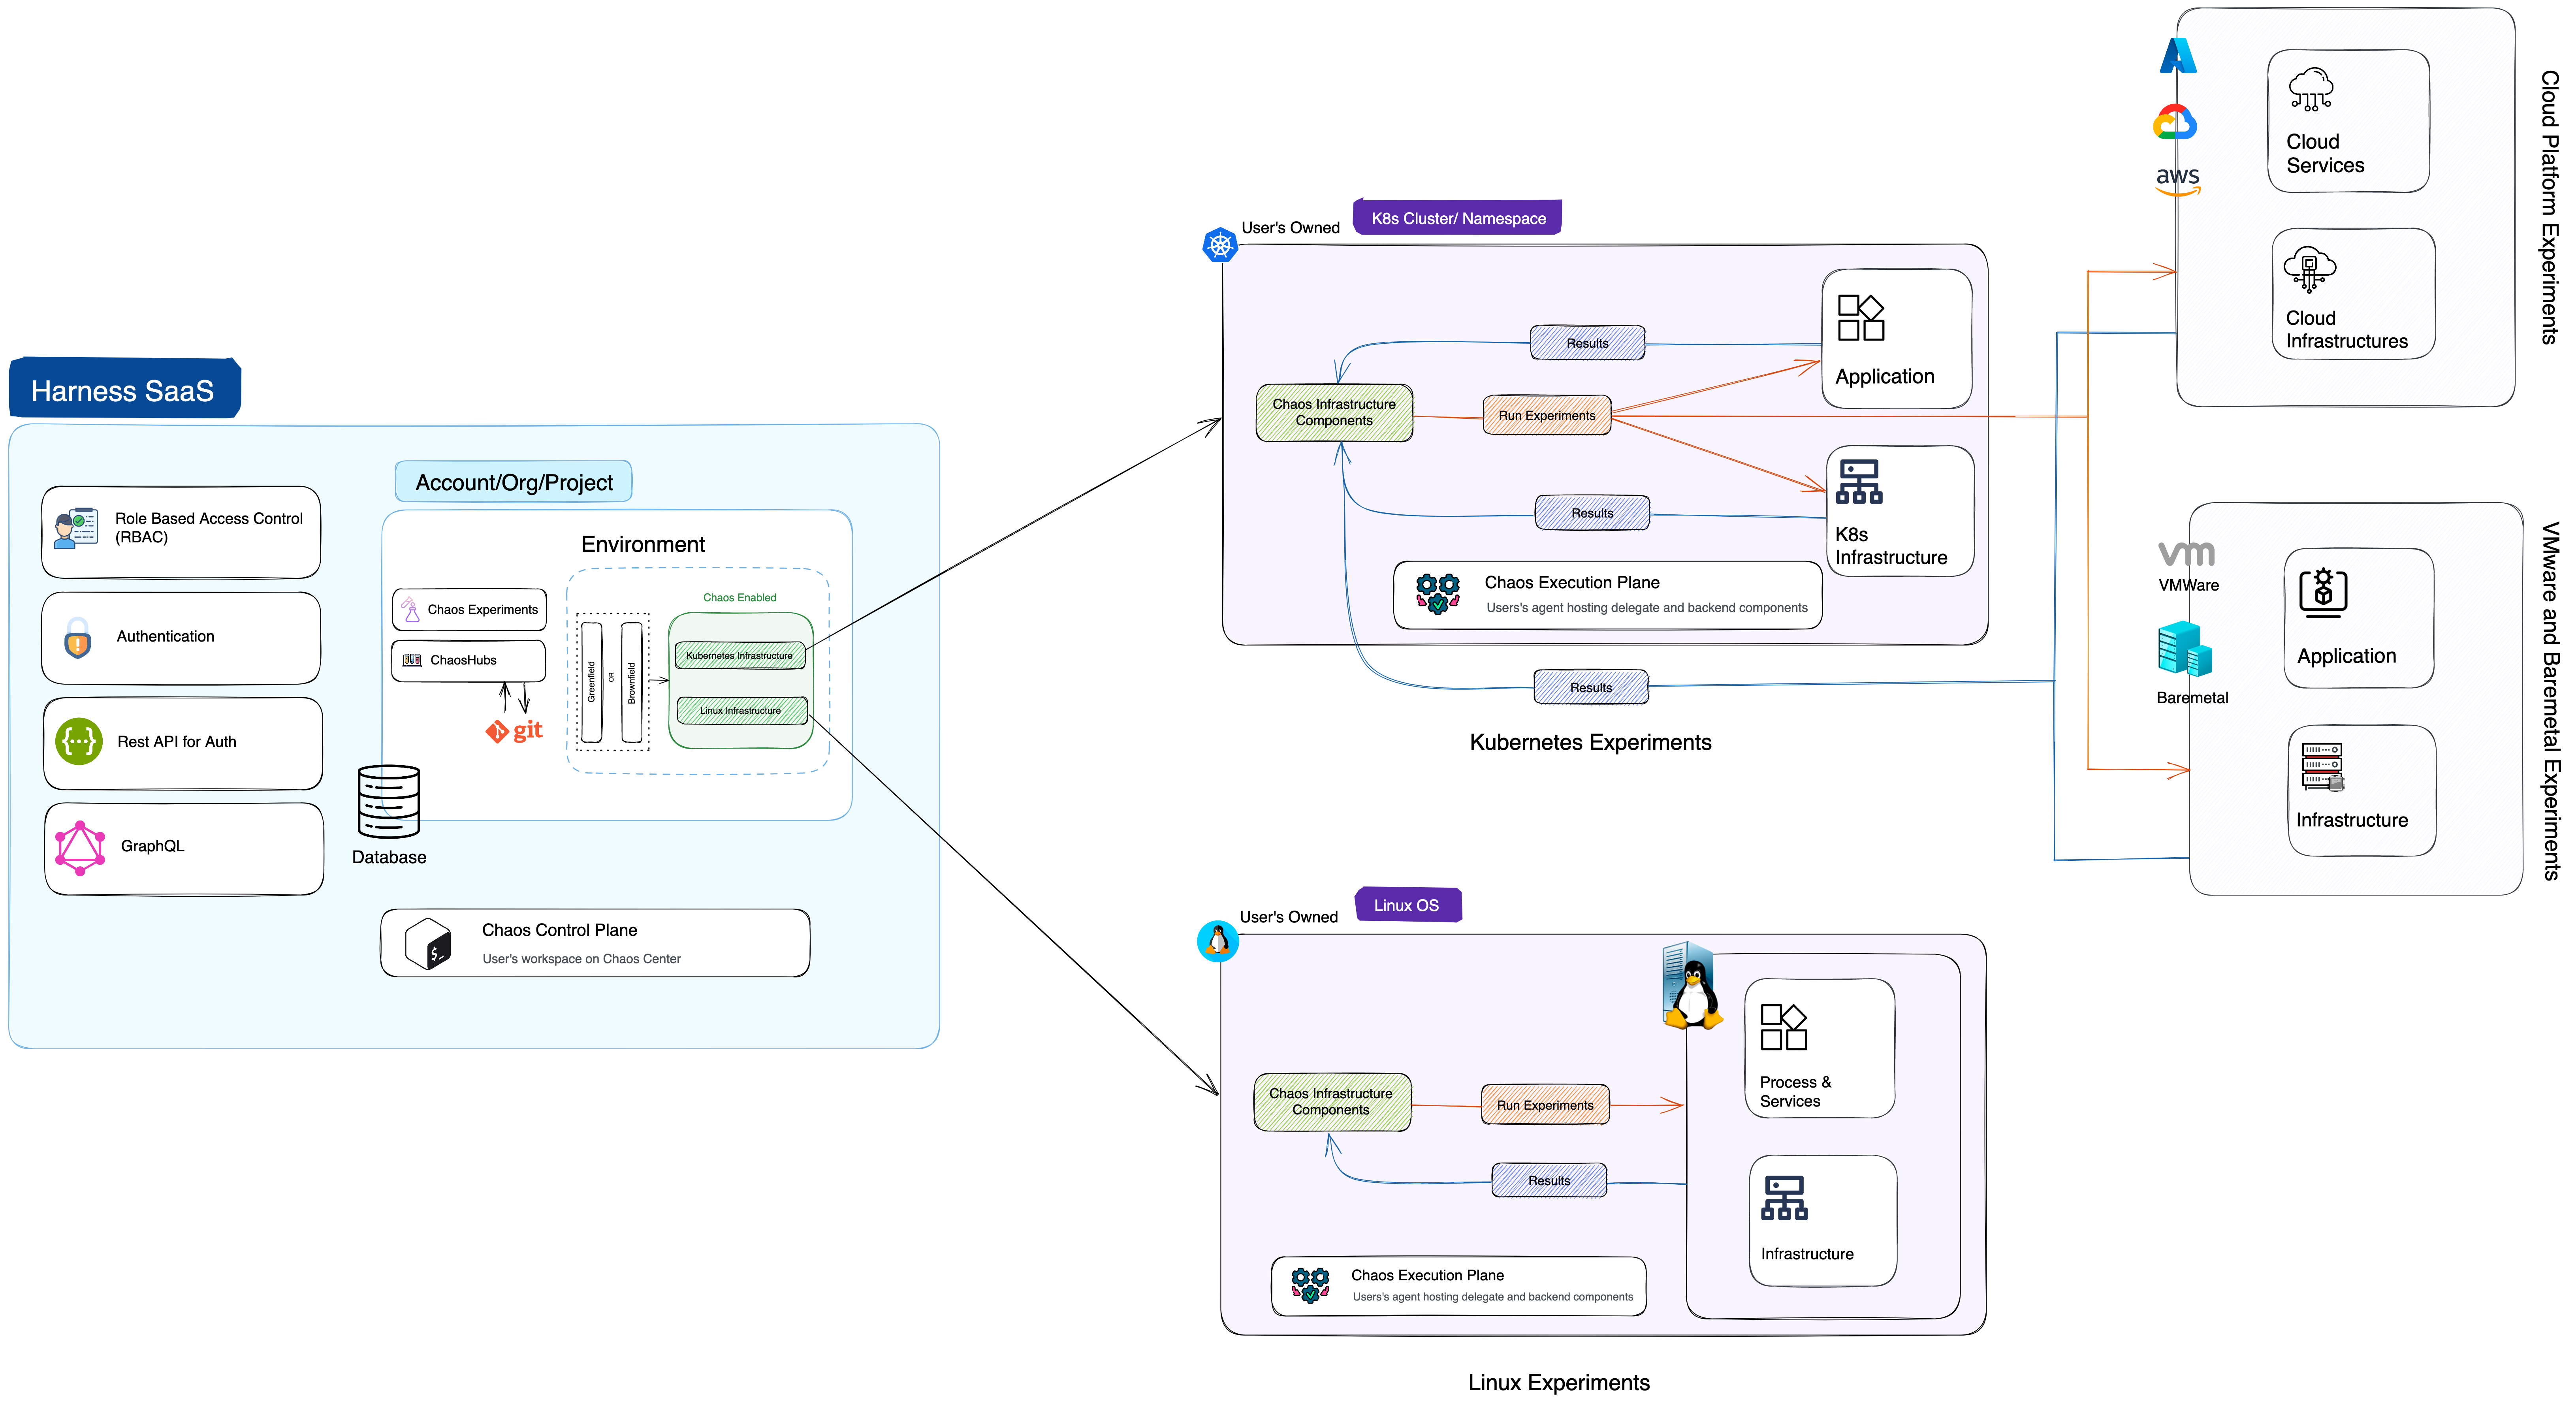 Harness SaaS
Role Based Access Control
(RBAC)
Authentication
Rest API for Auth
GraphQL
Account/Org/Project
Environment
Chaos Experiments
ChaosHubs
git
Greenfield
OR
Brownfield
Chaos Enabled
Kubernetes Infrastructure
Linux Infrastructure
Database
Chaos Control Plane
User's workspace on Chaos Center
User's Owned
K8s Cluster/ Namespace
Results
Chaos Infrastructure
Components
Run Experiments
Application
Results
K8s
Infrastructure
Chaos Execution Plane
Users's agent hosting delegate and backend components
Results
Kubernetes Experiments
User's Owned
Linux OS
Chaos Infrastructure
Components
Run Experiments
Results
Process &
Services
Infrastructure
Chaos Execution Plane
Users's agent hosting delegate and backend components
Linux Experiments
aws
Cloud
Services
Cloud
Infrastructures
Cloud Platform Experiments
vm
VMWare
Baremetal
Application
Infrastructure
VMware and Baremetal Experiments